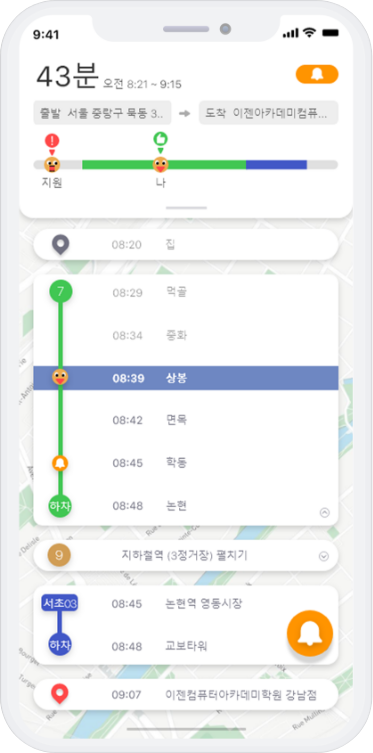 9:41
43분 오전 8:21 ~ 9:15
출발 서울 중랑구 묵동 3..
도착 이젠아카데미컴퓨...
지원
나
08:20 집
7 08:29 먹골
08:34 중화
08:39 상봉
08:42 면목
08:45 학동
하차 08:48 논현
9 지하철역 (3정거장) 펼치기
서초03 08:45 논현역 영동시장
하차 08:48 교보타워
09:07 이젠컴퓨터아카데미학원 강남점